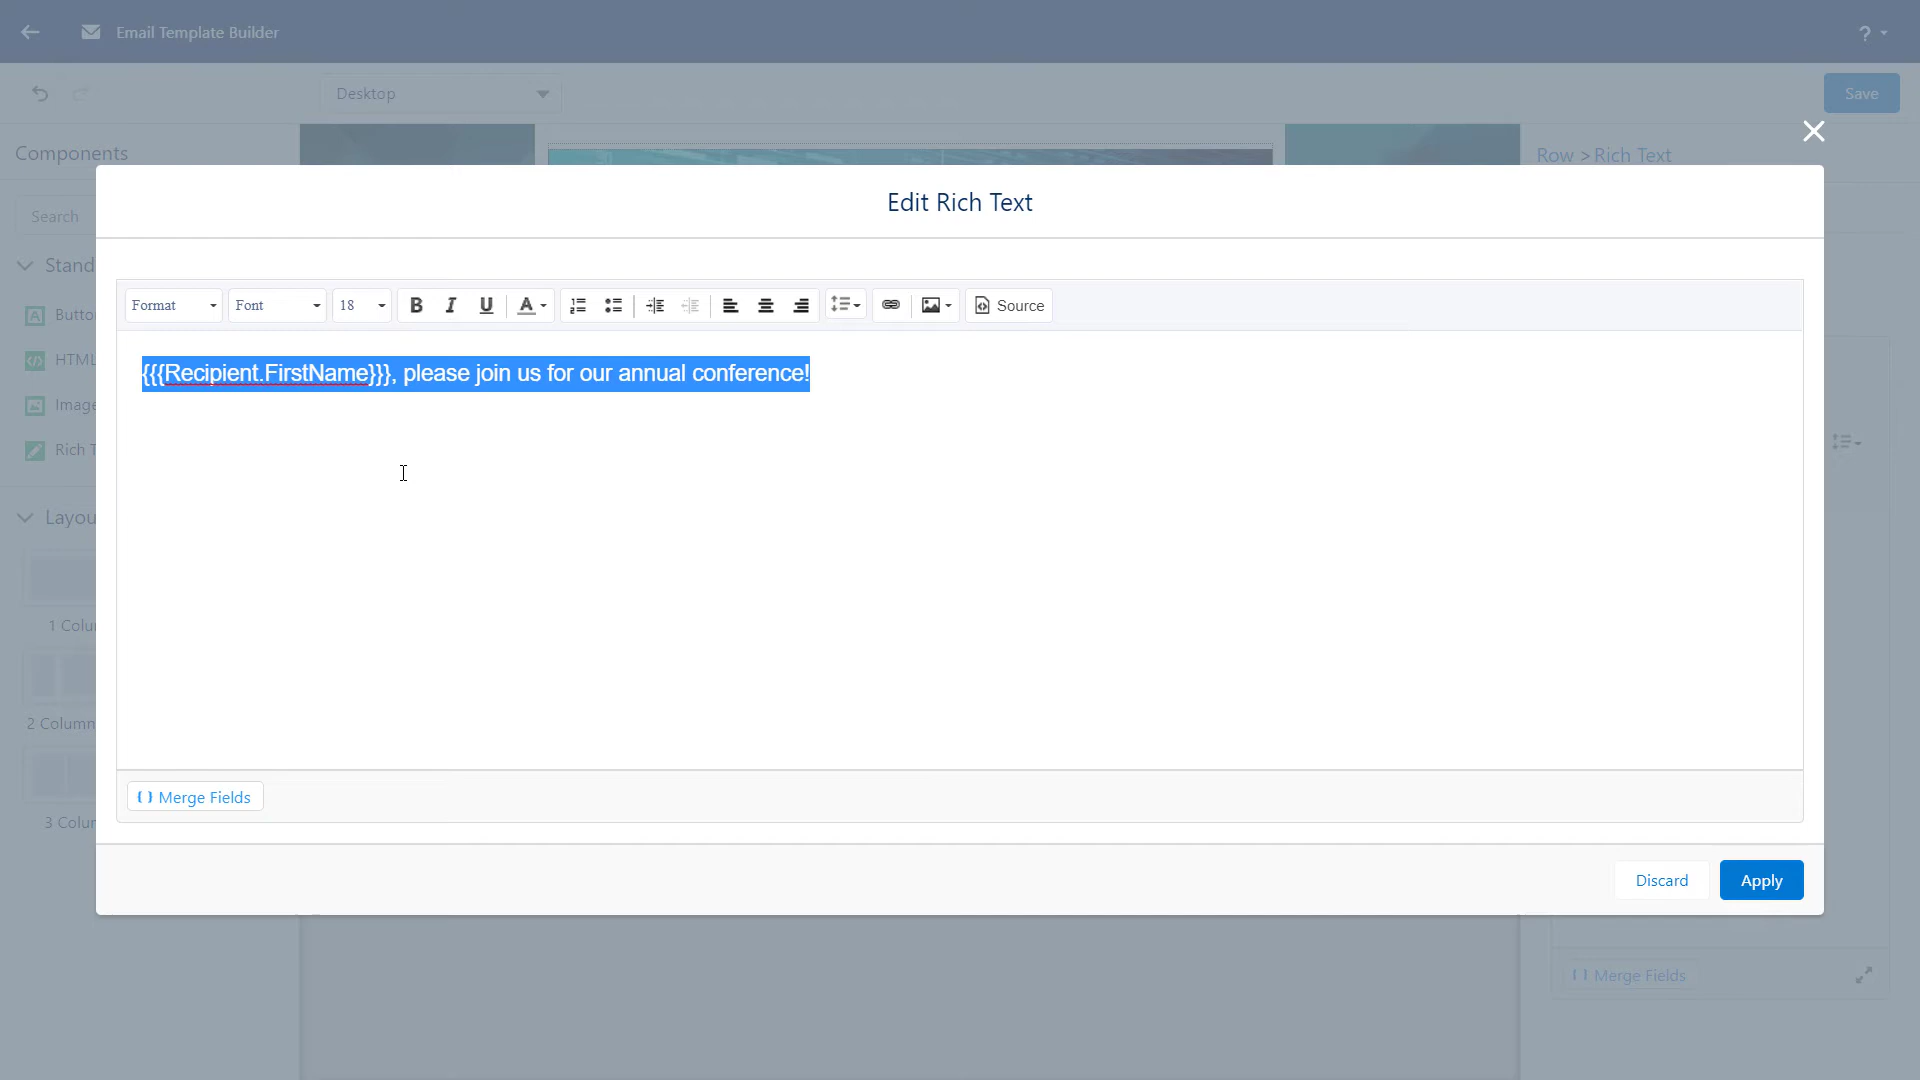 Email Template Builder
?
Desktop
Save
Components
Row > Rich Text
Edit Rich Text
Search
Stand
Format
Font
18
B I U A
Source
Butto
HTML
Image
Rich T
{{{Recipient.FirstName}}}, please join us for our annual conference!
Layou
1 Colum
2 Column
3 Colum
{ } Merge Fields
Discard
Apply
{ } Merge Fields